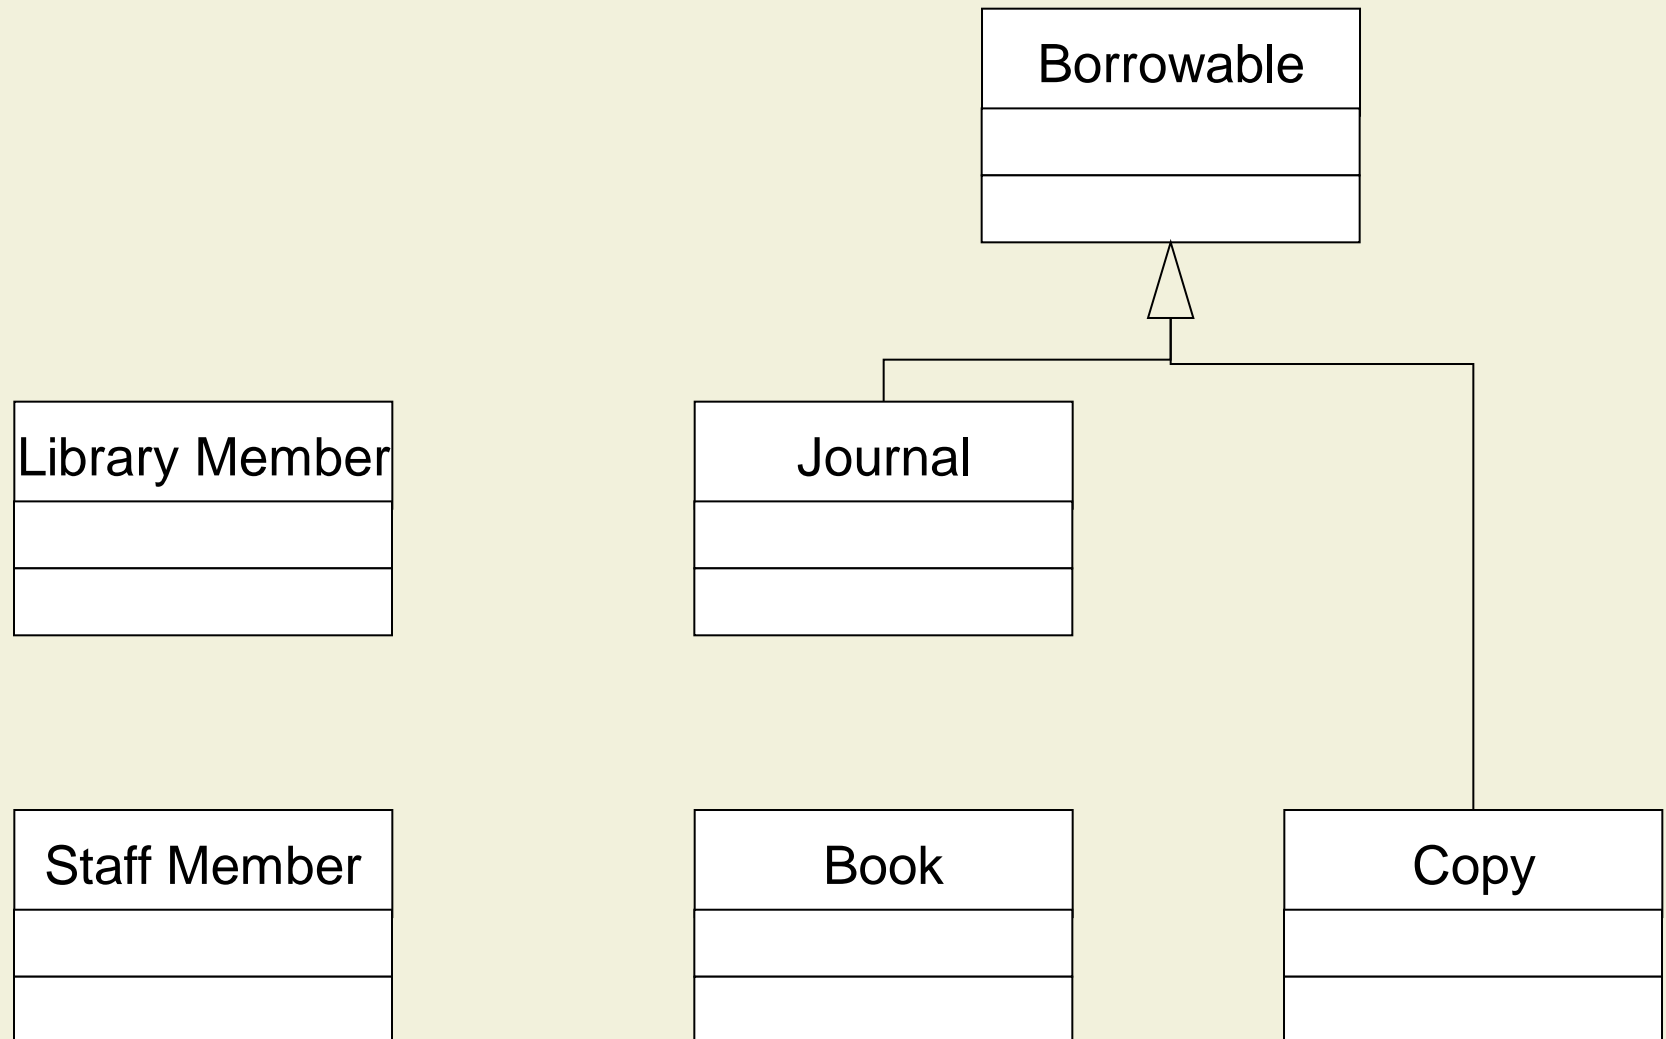 Borrowable
Library Member
Journal
Staff Member
Book
Copy